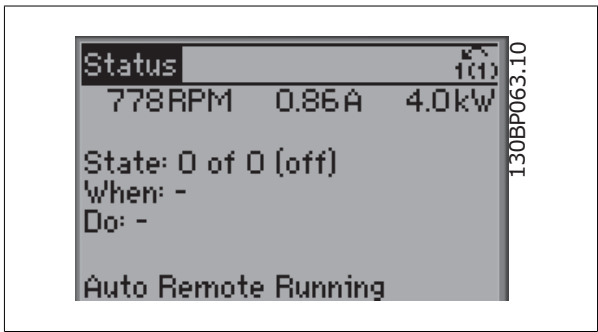 Status 1(1)
778RPM 0.86A 4.0kW
State: 0 of 0 (off)
When: -
Do: -
Auto Remote Running
130BP063.10